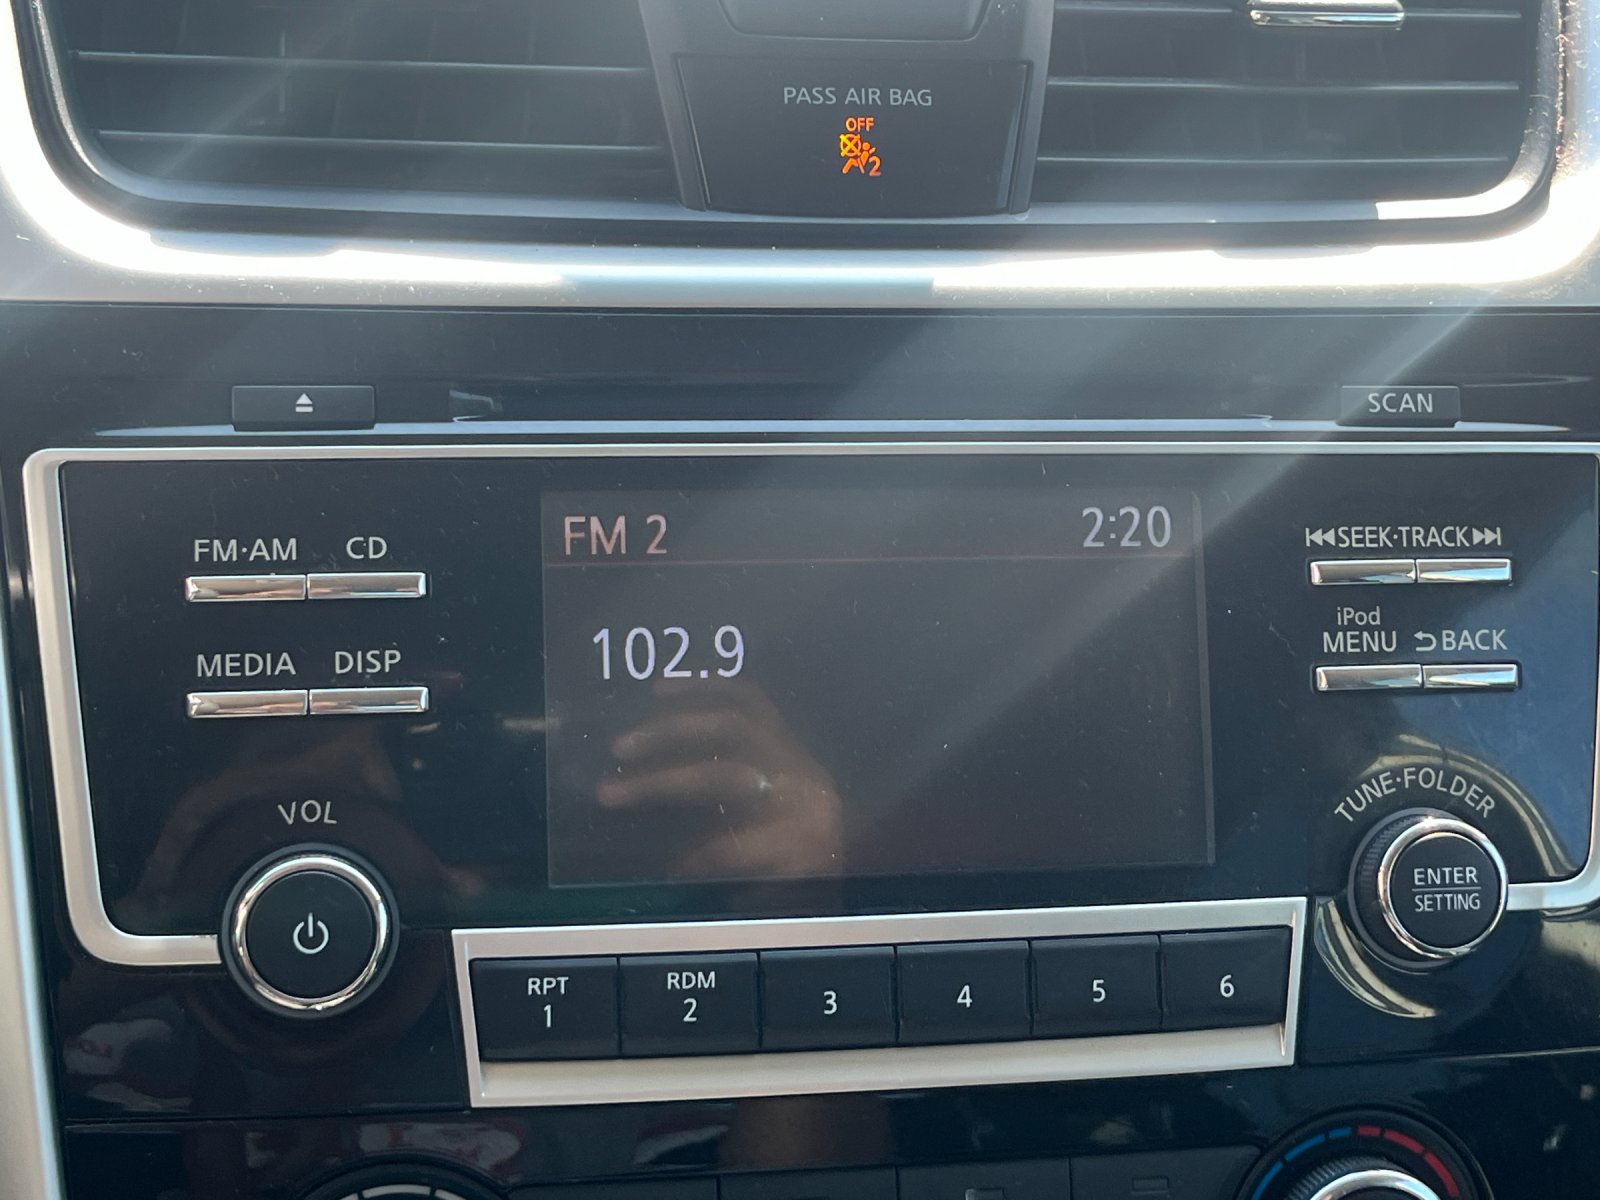 PASS AIR BAG
OFF
2
SCAN
FM 2
2:20
102.9
FM·AM
CD
MEDIA
DISP
VOL
SEEK·TRACK
iPod
MENU
BACK
TUNE·FOLDER
ENTER
SETTING
RPT
1
RDM
2
3
4
5
6